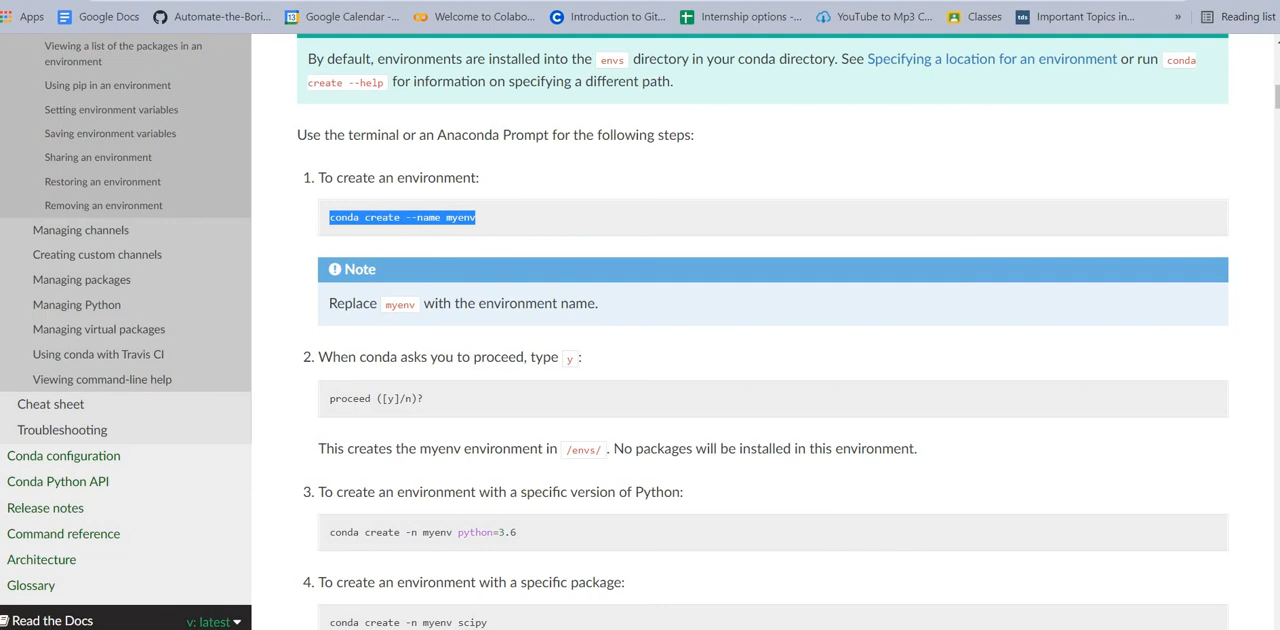 Apps Google Docs Automate-the-Bori... Google Calendar -... Welcome to Colabo... Introduction to Git... Internship options -... YouTube to Mp3 C... Classes Important Topics in... » Reading list
Viewing a list of the packages in an
environment
Using pip in an environment
Setting environment variables
Saving environment variables
Sharing an environment
Restoring an environment
Removing an environment
Managing channels
Creating custom channels
Managing packages
Managing Python
Managing virtual packages
Using conda with Travis CI
Viewing command-line help
Cheat sheet
Troubleshooting
Conda configuration
Conda Python API
Release notes
Command reference
Architecture
Glossary
Read the Docs v: latest
By default, environments are installed into the envs directory in your conda directory. See Specifying a location for an environment or run conda
create --help for information on specifying a different path.
Use the terminal or an Anaconda Prompt for the following steps:
1. To create an environment:
conda create --name myenv
Note
Replace myenv with the environment name.
2. When conda asks you to proceed, type y:
proceed ([y]/n)?
This creates the myenv environment in /envs/. No packages will be installed in this environment.
3. To create an environment with a specific version of Python:
conda create -n myenv python=3.6
4. To create an environment with a specific package:
conda create -n myenv scipy